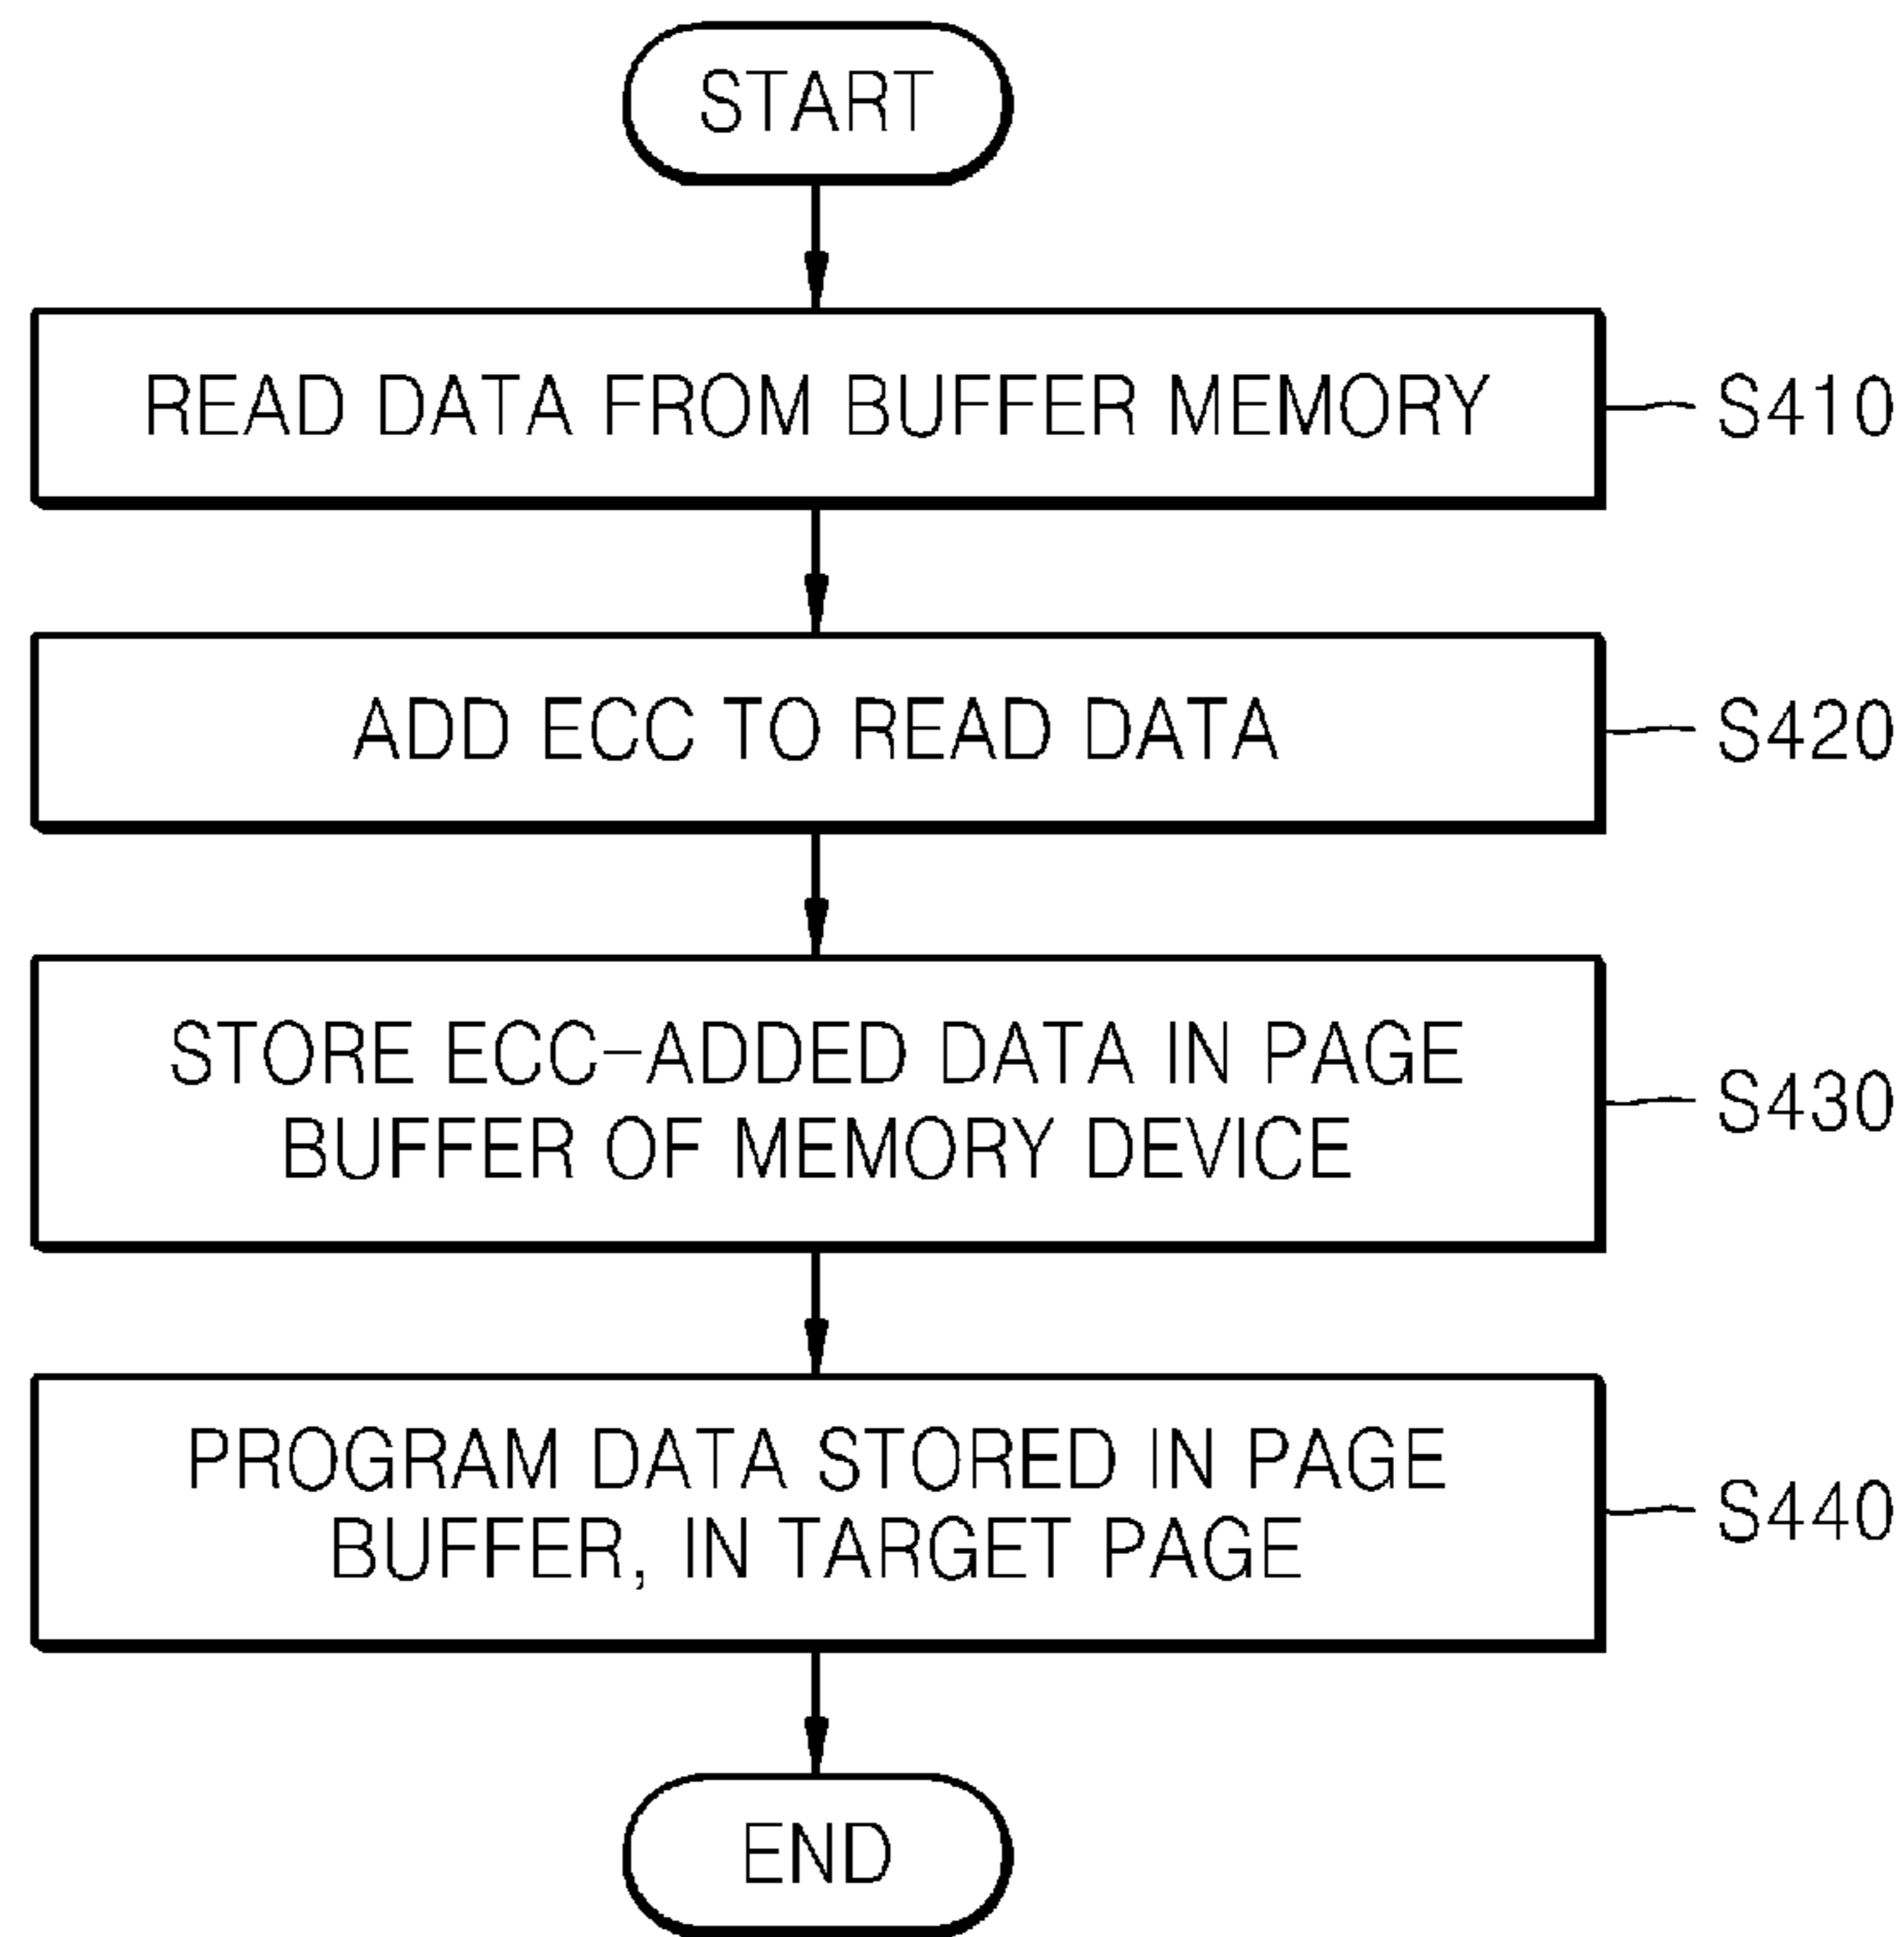 START
READ DATA FROM BUFFER MEMORY
S410
ADD ECC TO READ DATA
S420
STORE ECC-ADDED DATA IN PAGE
BUFFER OF MEMORY DEVICE
S430
PROGRAM DATA STORED IN PAGE
BUFFER, IN TARGET PAGE
S440
END